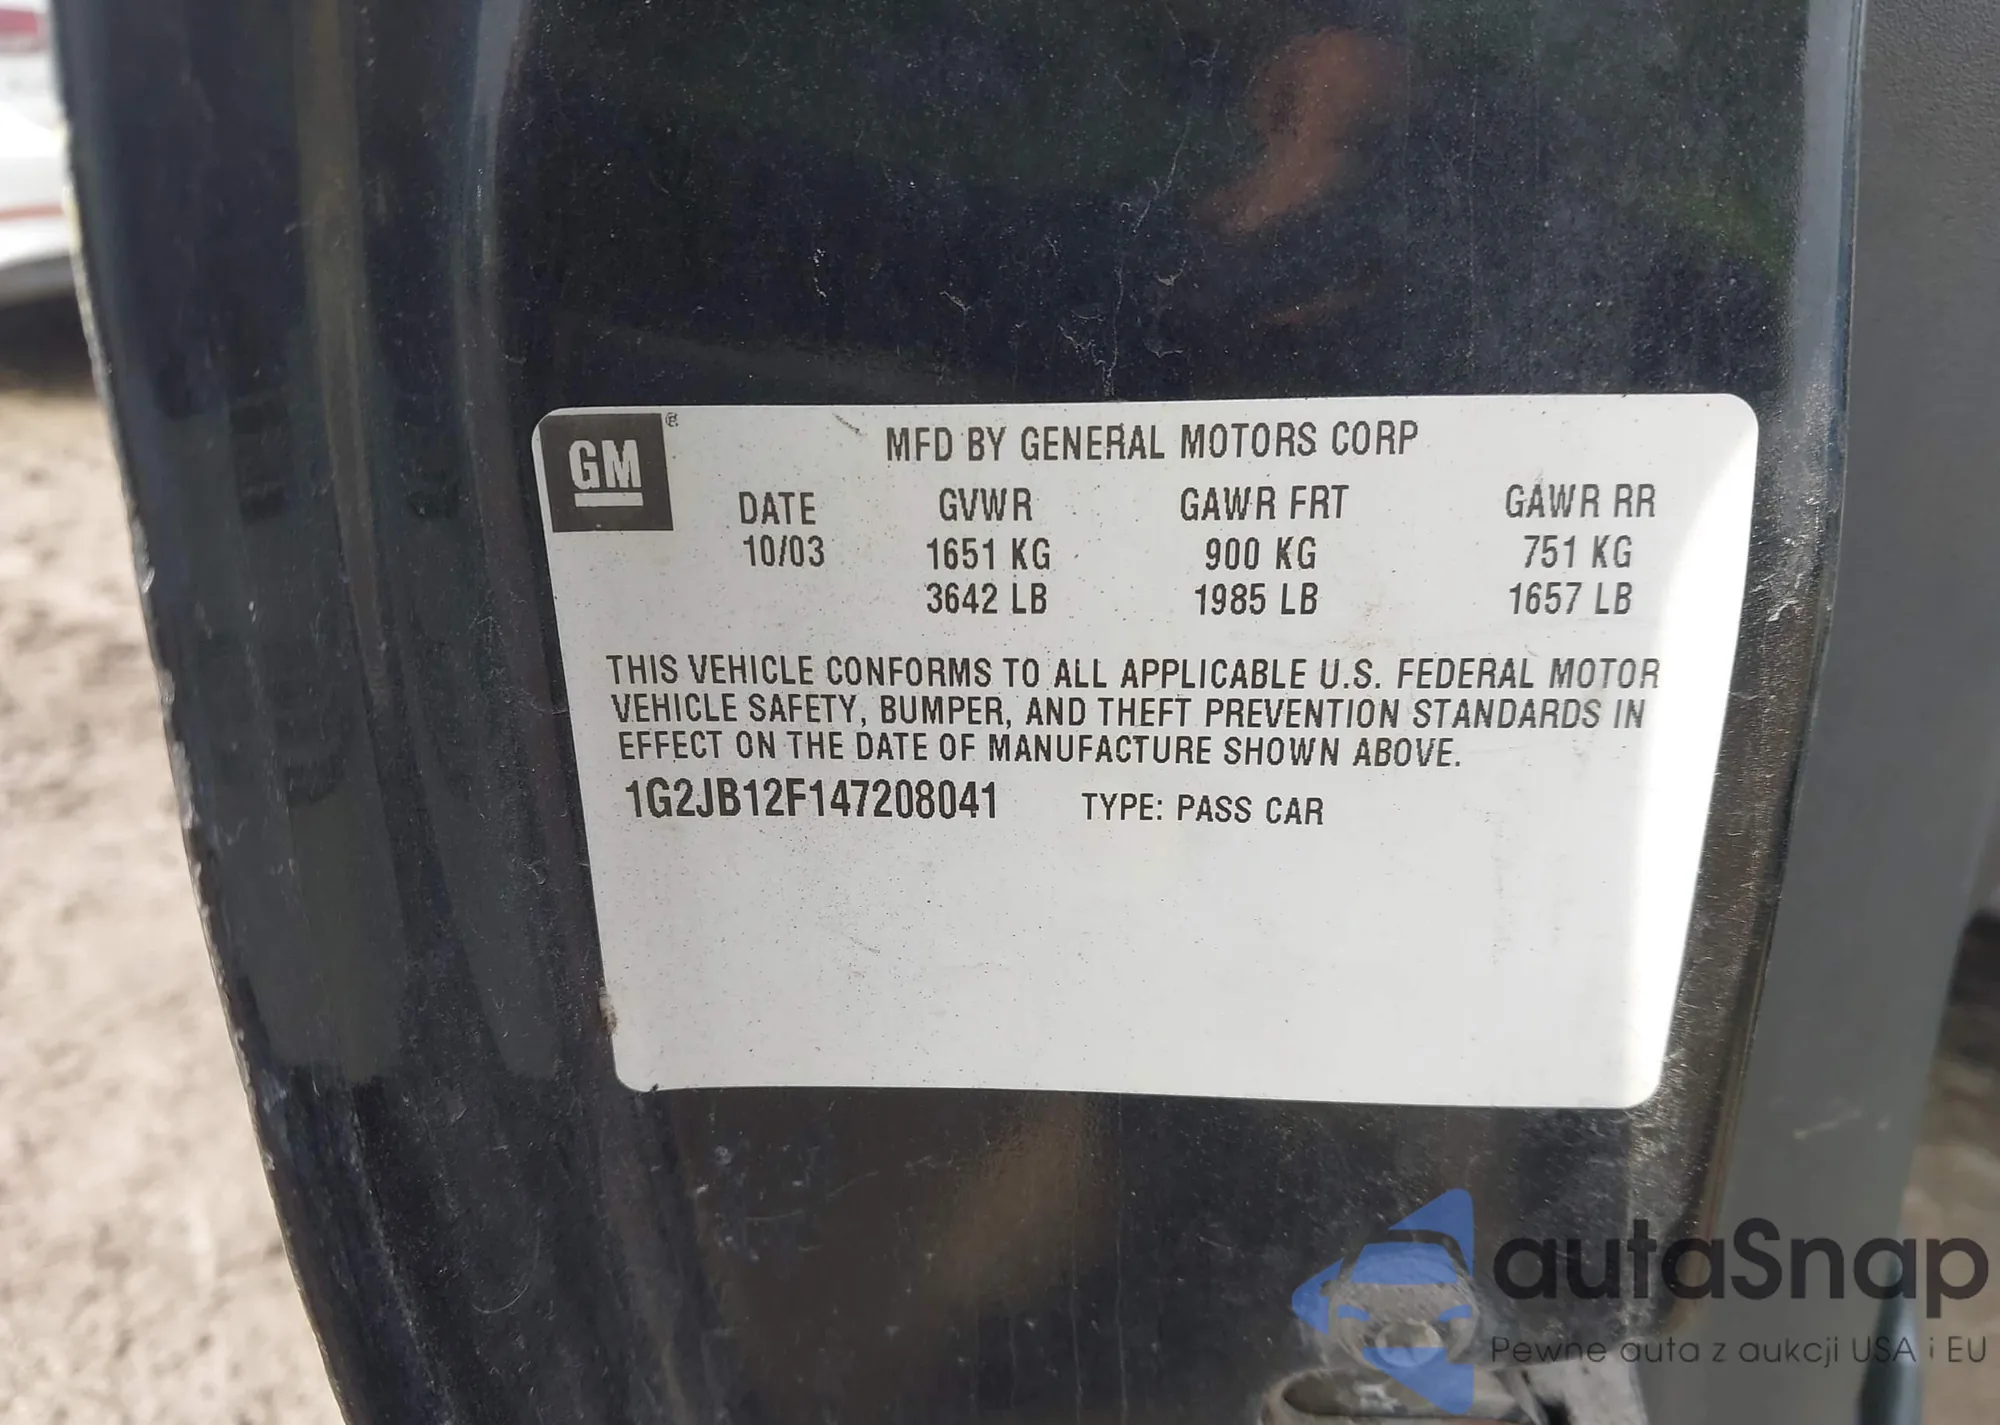 GM ®
MFD BY GENERAL MOTORS CORP
DATE GVWR GAWR FRT GAWR RR
10/03 1651 KG 900 KG 751 KG
3642 LB 1985 LB 1657 LB
THIS VEHICLE CONFORMS TO ALL APPLICABLE U.S. FEDERAL MOTOR
VEHICLE SAFETY, BUMPER, AND THEFT PREVENTION STANDARDS IN
EFFECT ON THE DATE OF MANUFACTURE SHOWN ABOVE.
1G2JB12F147208041 TYPE: PASS CAR
autaSnap
Pewne auta z aukcji USA i EU